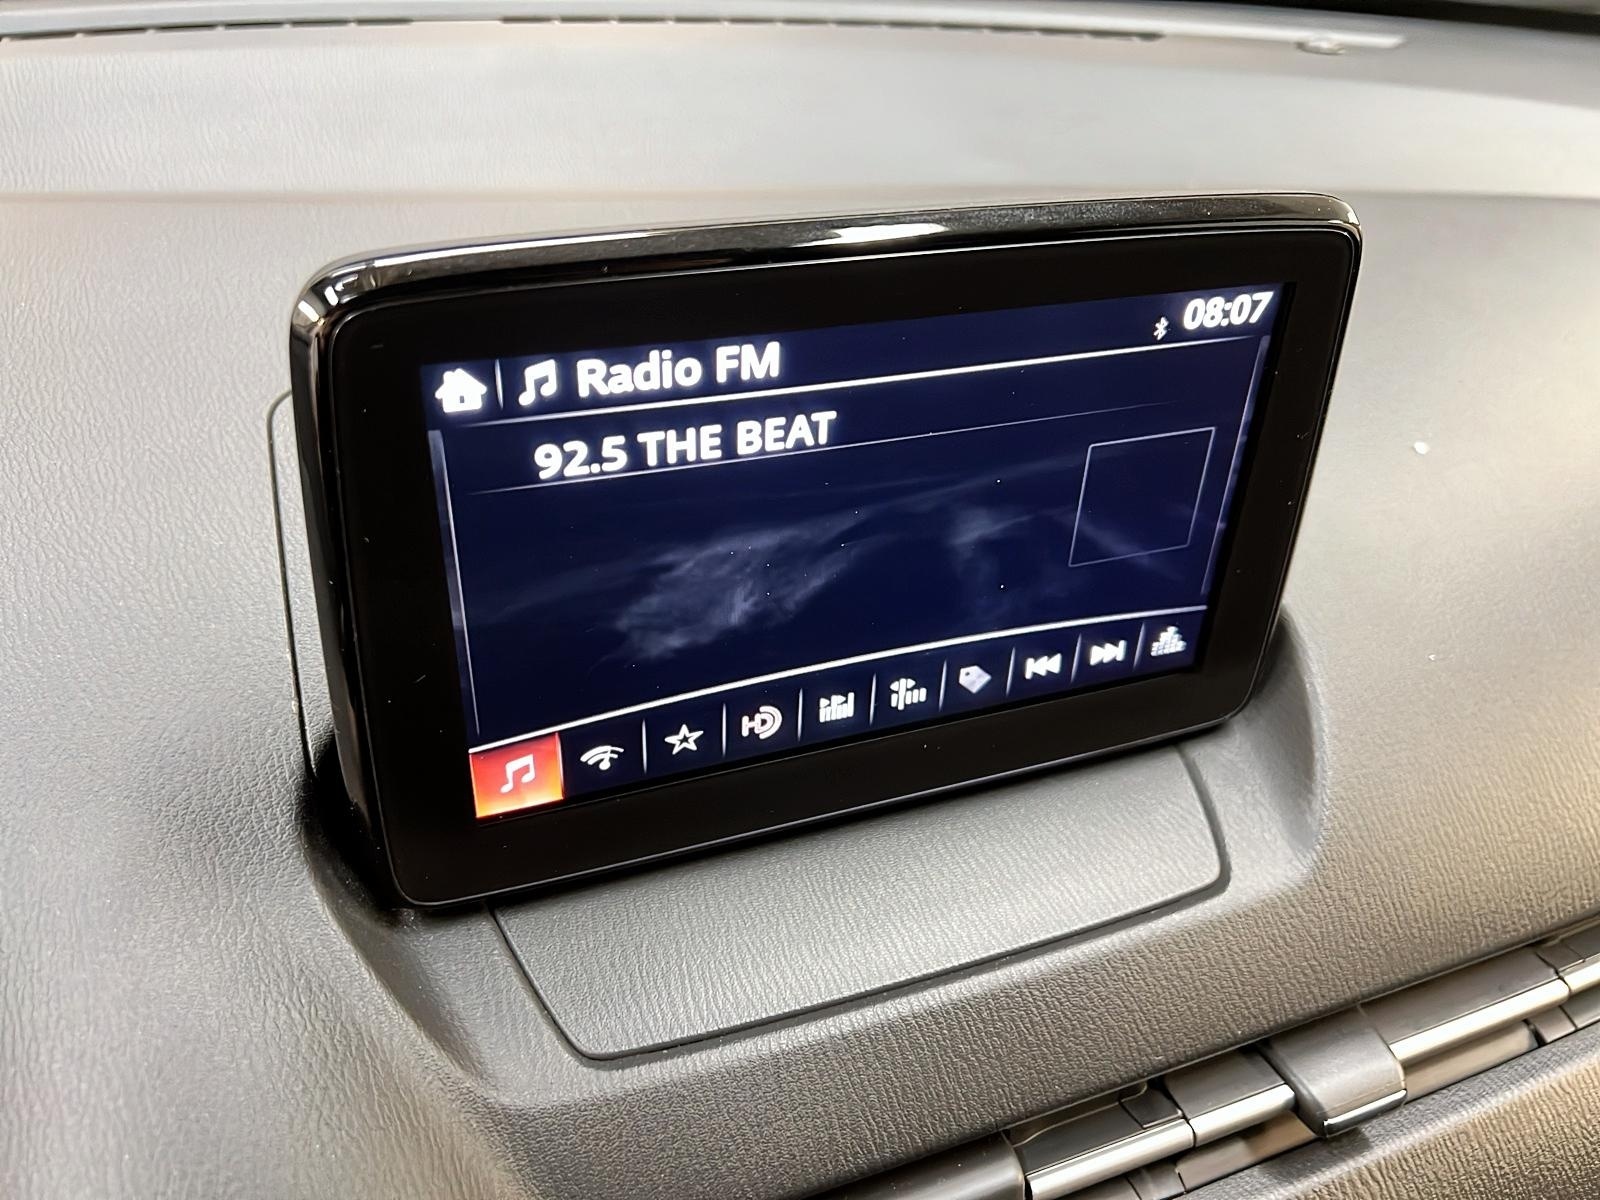 08:07
Radio FM
92.5 THE BEAT
HD